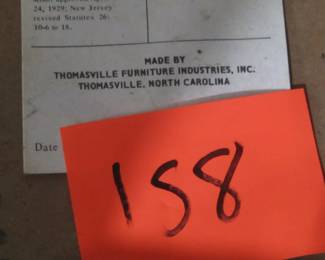 24, 1929; New Jersey
revised Statutes 26:
10-6 to 18.
MADE BY
THOMASVILLE FURNITURE INDUSTRIES, INC.
THOMASVILLE, NORTH CAROLINA
Date
158